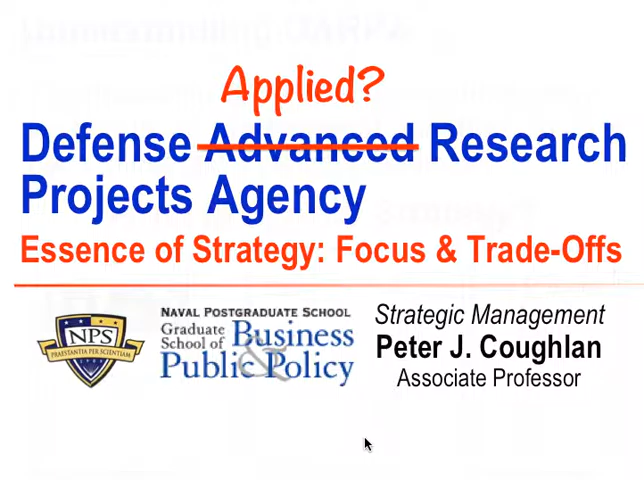 Applied?
Defense Advanced Research
Projects Agency
Essence of Strategy: Focus & Trade-Offs
NPS
PRAESTANTIA PER SCIENTIAM
NAVAL POSTGRADUATE SCHOOL
Graduate School of Business
& Public Policy
Strategic Management
Peter J. Coughlan
Associate Professor